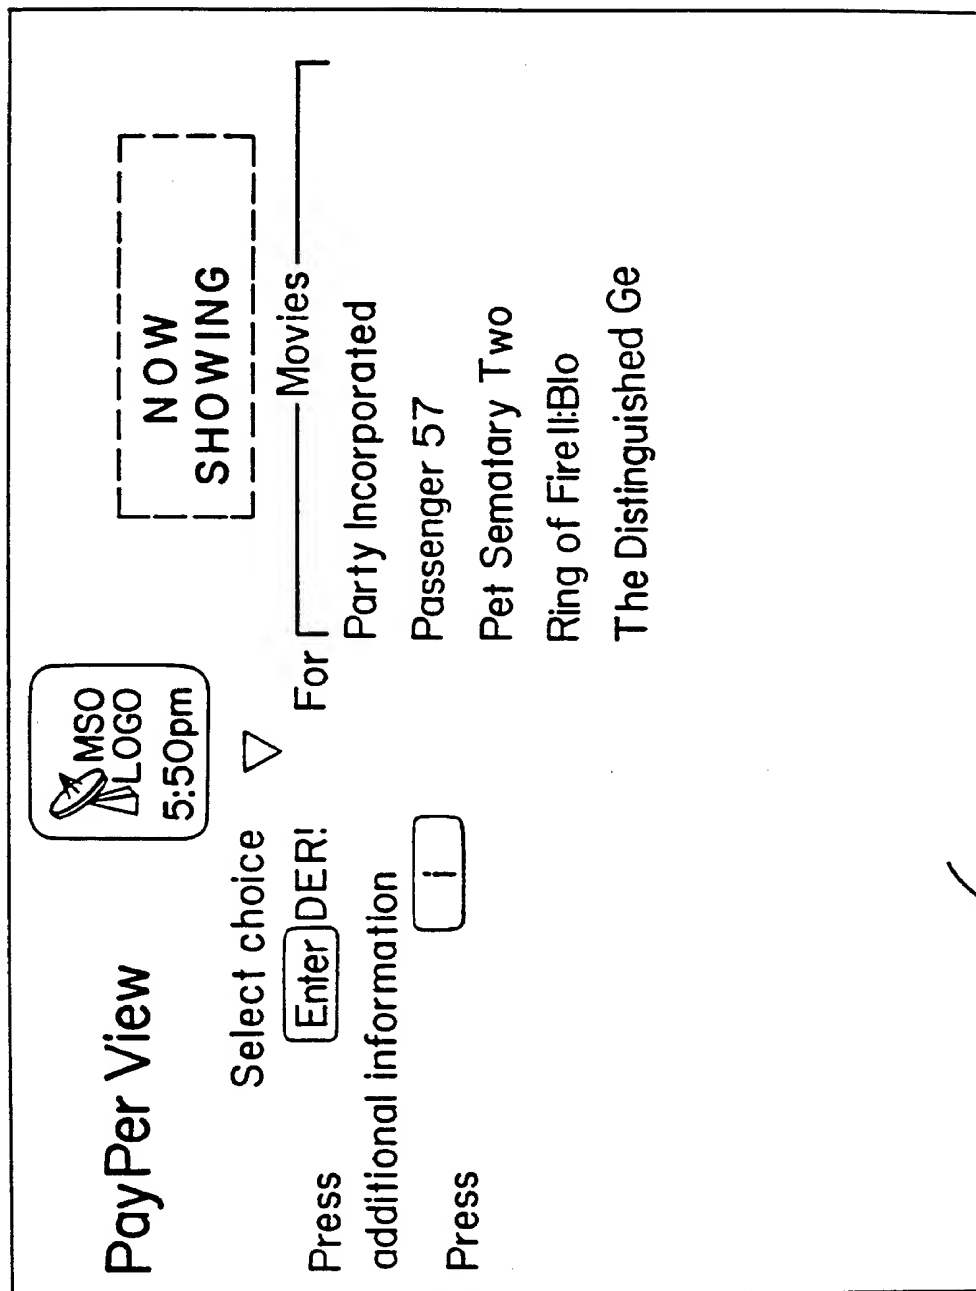 PayPer View
MSO
LOGO
5:50pm
NOW
SHOWING
Select choice
Press Enter DER! For
additional information
Press i
Movies
Party Incorporated
Passenger 57
Pet Sematary Two
Ring of Fire II:Blo
The Distinguished Ge